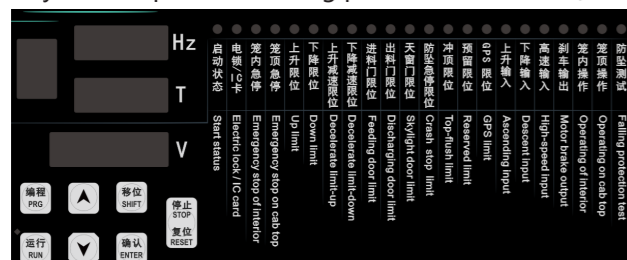 Hz
T
V
启动状态
电锁/IC卡
笼内急停
笼顶急停
上升限位
下降限位
上升减速限位
下降减速限位
进料门限位
出料门限位
天窗门限位
防坠急停限位
冲顶限位
预留限位
GPS 限位
上升输入
下降输入
高速输入
刹车输出
笼内操作
笼顶操作
防坠测试
Start status
Electric lock / IC card
Emergency stop of Interior
Emergency stop on cab top
Up limit
Down limit
Decelerate limit-up
Decelerate limit-down
Feeding door limit
Discharging door limit
Skylight door limit
Crash stop limit
Top-flush limit
Reserved limit
GPS limit
Ascending input
Descent input
High-speed input
Motor brake output
Operating of interior
Operating on cab top
Falling protection test
编程
PRG
移位
SHIFT
停止
STOP
复位
RESET
运行
RUN
确认
ENTER